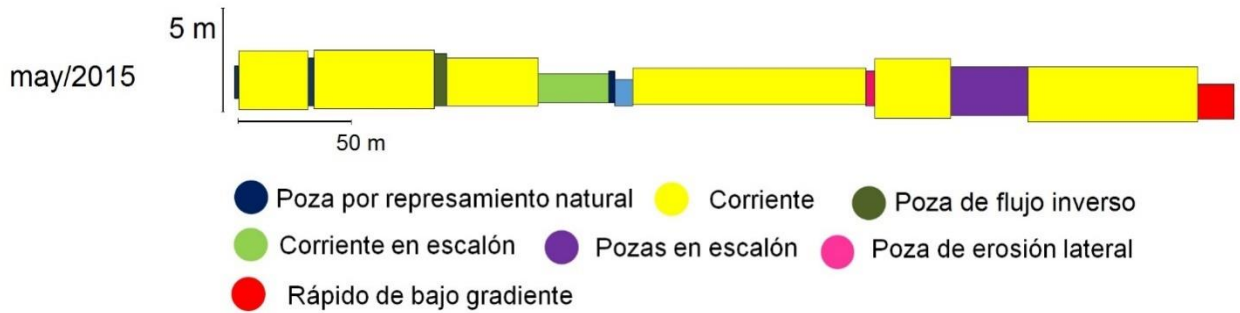 5 m
may/2015
50 m
Poza por represamiento natural
Corriente
Poza de flujo inverso
Corriente en escalón
Pozas en escalón
Poza de erosión lateral
Rápido de bajo gradiente